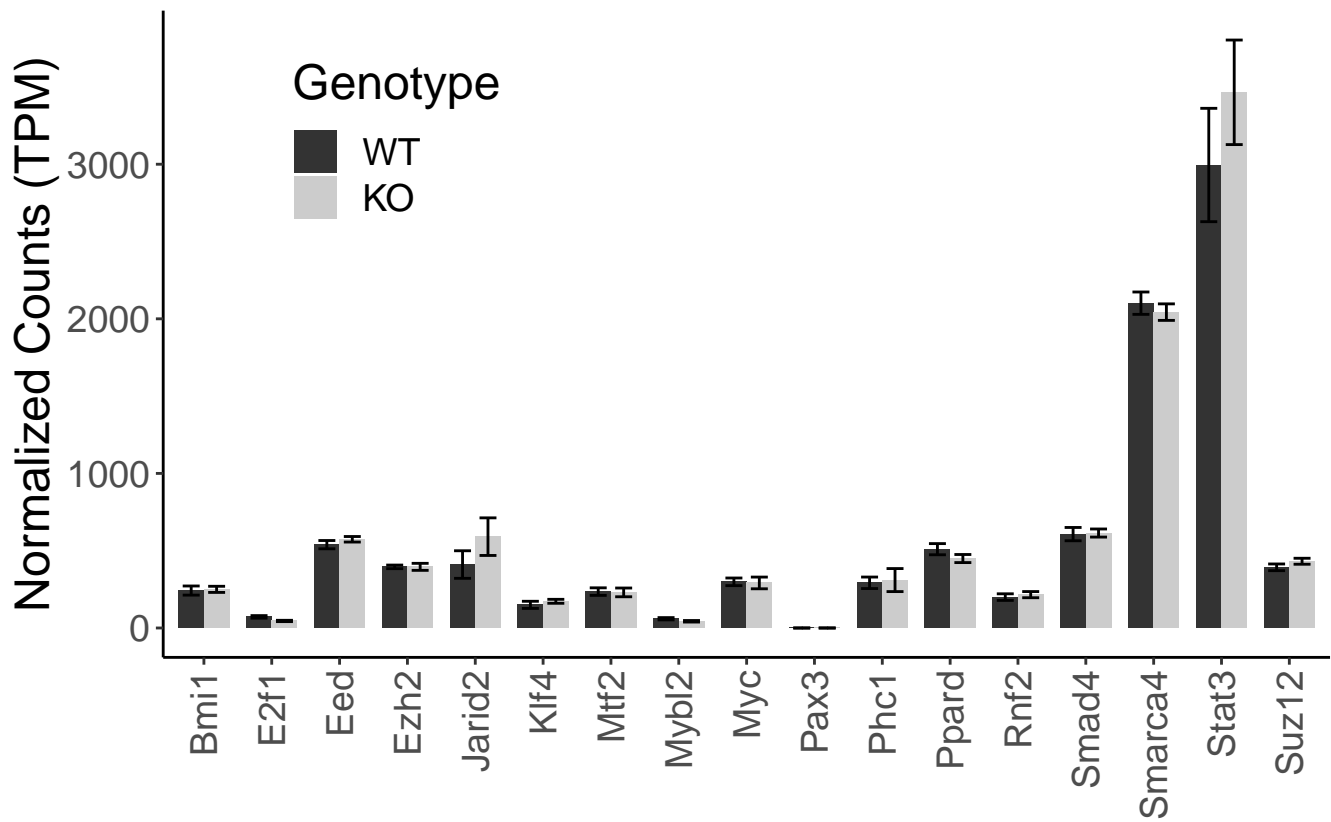 Normalized Counts (TPM)
3000
2000
1000
0
Genotype
WT
KO
Bmi1
E2f1
Eed
Ezh2
Jarid2
Klf4
Mtf2
Mybl2
Myc
Pax3
Phc1
Ppard
Rnf2
Smad4
Smarca4
Stat3
Suz12